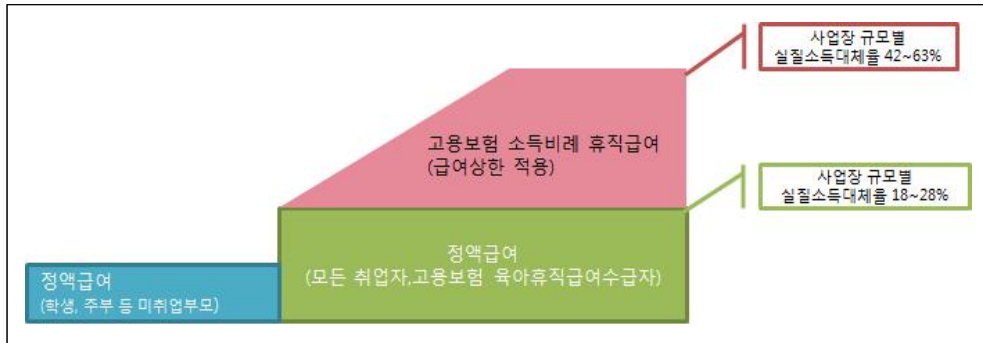 사업장 규모별
실질소득대체율 42~63%
고용보험 소득비례 휴직급여
(급여상한 적용)
사업장 규모별
실질소득대체율 18~28%
정액급여
(모든 취업자,고용보험 육아휴직급여수급자)
정액급여
(학생, 주부 등 미취업부모)